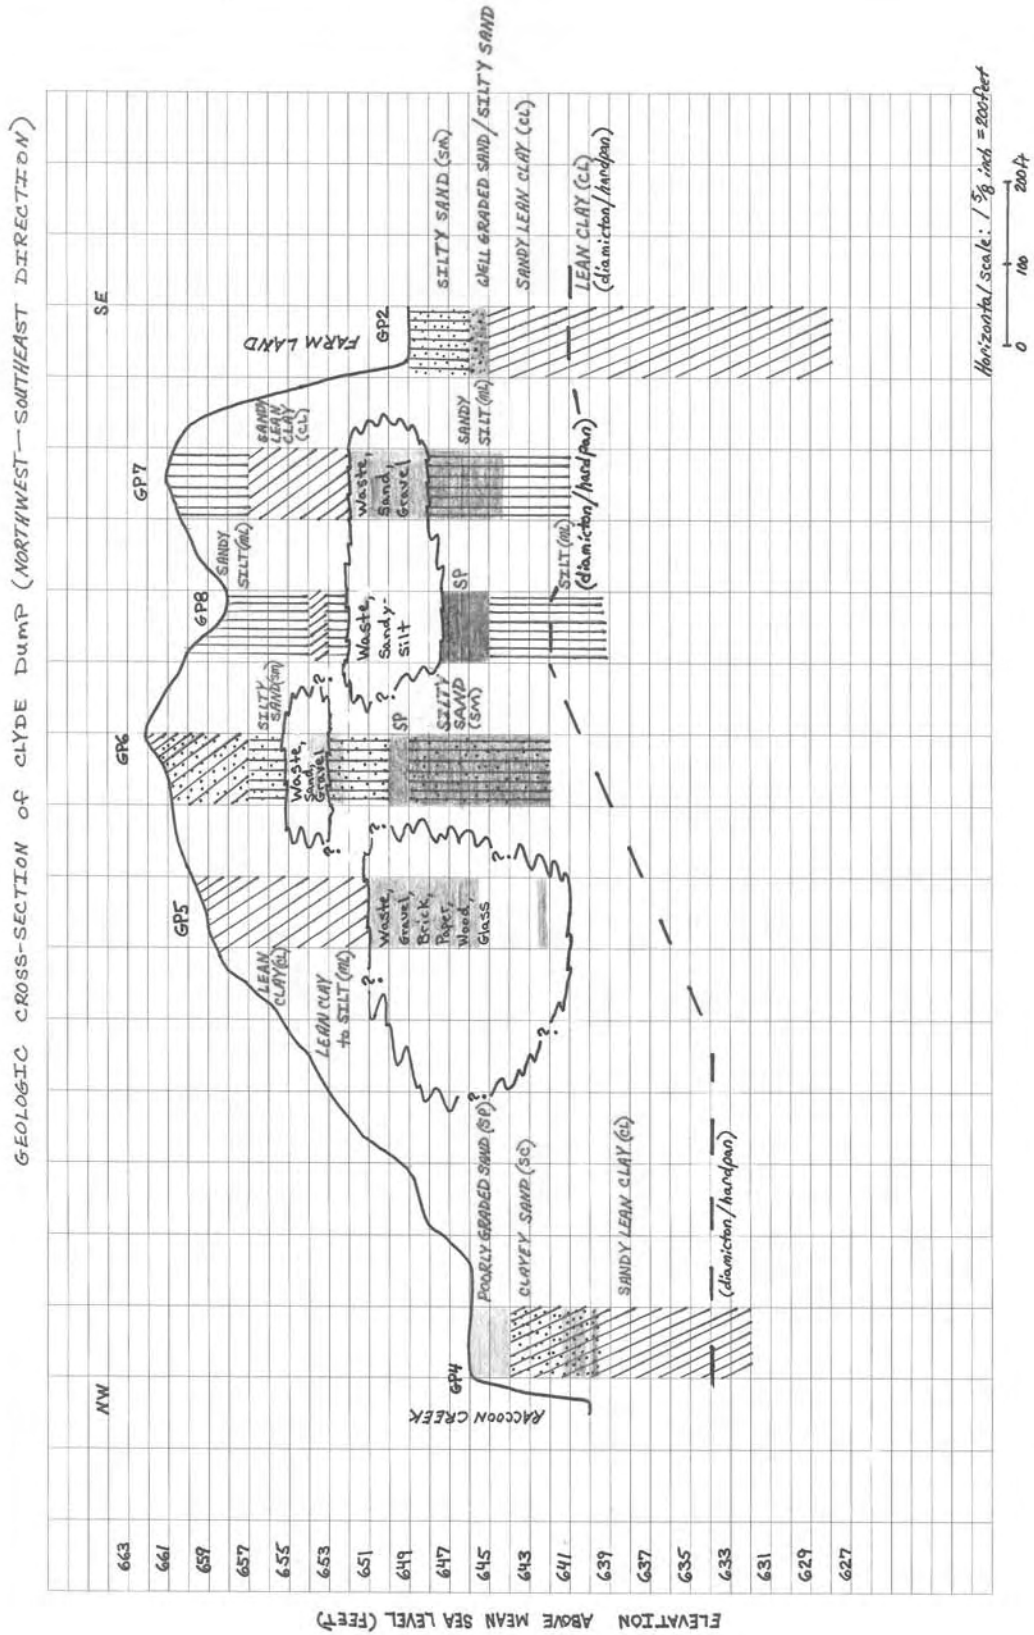 GEOLOGIC CROSS-SECTION OF CLYDE DUMP (NORTHWEST-SOUTHEAST DIRECTION)
NW
SE
ELEVATION ABOVE MEAN SEA LEVEL (FEET)
663
661
659
657
655
653
651
649
647
645
643
641
639
637
635
633
631
629
627
RACCOON CREEK
GP4
POORLY GRADED SAND (SP)
CLAYEY SAND (SC)
SANDY LEAN CLAY (CL)
(diamicton/hardpan)
GP5
LEAN
CLAY (CL)
LEAN CLAY
to SILT (ML)
Waste,
Gravel,
Brick,
Paper,
Wood,
Glass
?
?
?
?
?
?
?
GP6
SILTY
SAND (SM)
Waste,
Sand,
Gravel
?
?
?
?
SP
SILTY
SAND
(SM)
GP8
SANDY
SILT (ML)
Waste,
Sandy-
Silt
?
?
SP
SILT (ML)
(diamicton/hardpan)
GP7
SANDY
LEAN
CLAY
(CL)
Waste,
Sand,
Gravel
SANDY
SILT (ML)
FARM LAND
GP2
SILTY SAND (SM)
WELL GRADED SAND/SILTY SAND
SANDY LEAN CLAY (CL)
LEAN CLAY (CL)
(diamicton/hardpan)
Horizontal scale: 1 5/8 inch = 200feet
0 100 200ft